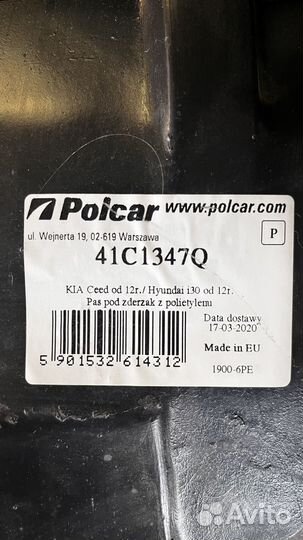 Polcar www.polcar.com
ul. Wejnerta 19, 02-619 Warszawa
P
41C1347Q
KIA Ceed od 12r./ Hyundai i30 od 12r.
Pas pod zderzak z polietylenu
Data dostawy
17-03-2020
Made in EU
5 901532 614312
1900-6PE
Avito